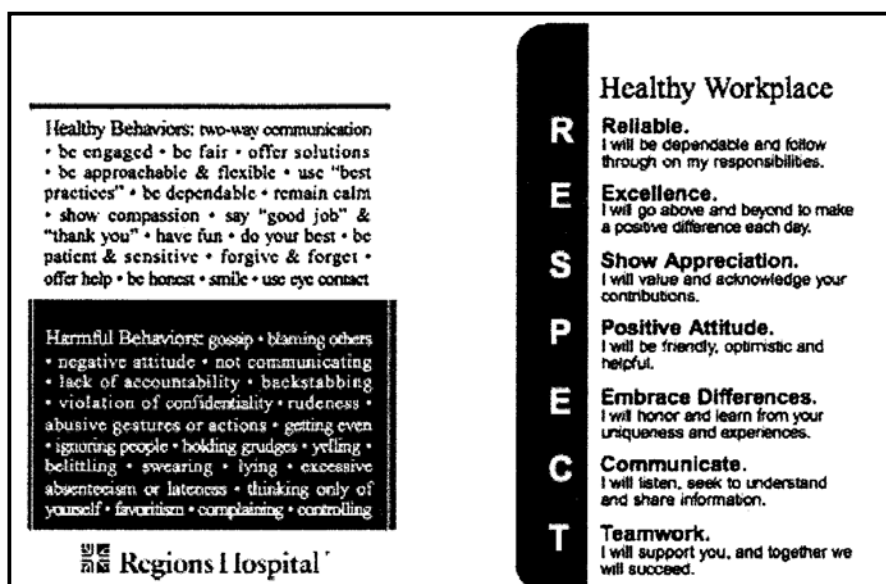 Healthy Behaviors: two-way communication
• be engaged • be fair • offer solutions
• be approachable & flexible • use "best
practices" • be dependable • remain calm
• show compassion • say "good job" &
"thank you" • have fun • do your best • be
patient & sensitive • forgive & forget •
offer help • be honest • smile • use eye contact
Harmful Behaviors: gossip • blaming others
• negative attitude • not communicating
• lack of accountability • backstabbing
• violation of confidentiality • rudeness •
abusive gestures or actions • getting even
• ignoring people • holding grudges • yelling •
belittling • swearing • lying • excessive
absenteeism or lateness • thinking only of
yourself • favoritism • complaining • controlling
Regions Hospital
Healthy Workplace
R Reliable.
I will be dependable and follow
through on my responsibilities.
E Excellence.
I will go above and beyond to make
a positive difference each day.
S Show Appreciation.
I will value and acknowledge your
contributions.
P Positive Attitude.
I will be friendly, optimistic and
helpful.
E Embrace Differences.
I will honor and learn from your
uniqueness and experiences.
C Communicate.
I will listen, seek to understand
and share information.
T Teamwork.
I will support you, and together we
will succeed.